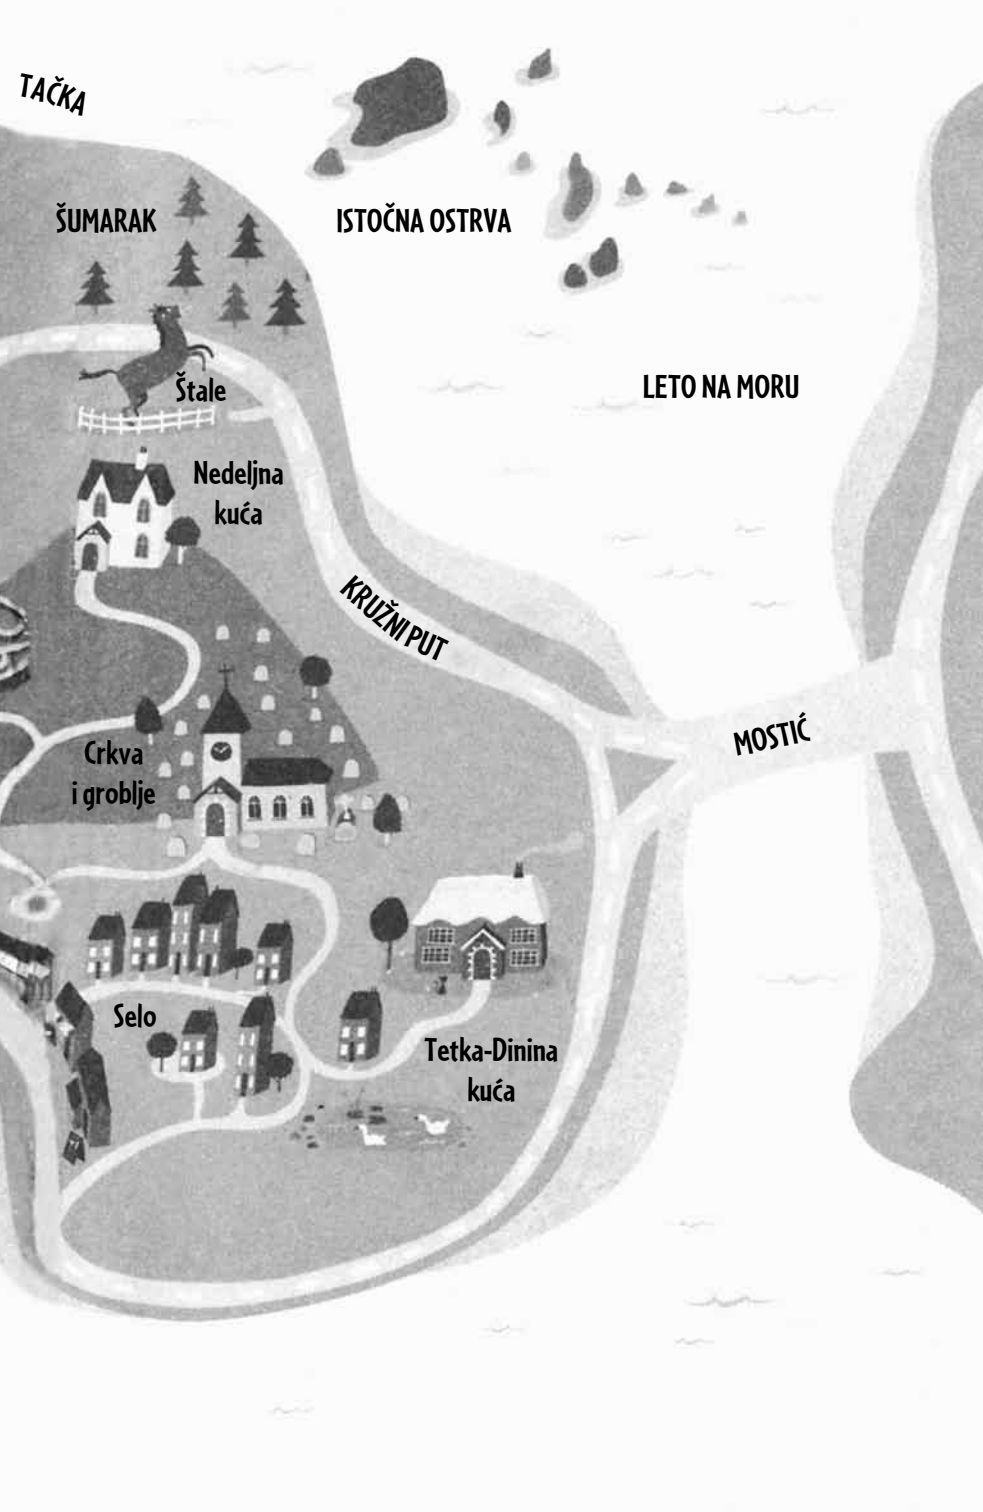 TAČKA
ŠUMARAK
ISTOČNA OSTRVA
LETO NA MORU
Štale
Nedeljna
kuća
KRUŽNI PUT
MOSTIĆ
Crkva
i groblje
Selo
Tetka-Dinina
kuća